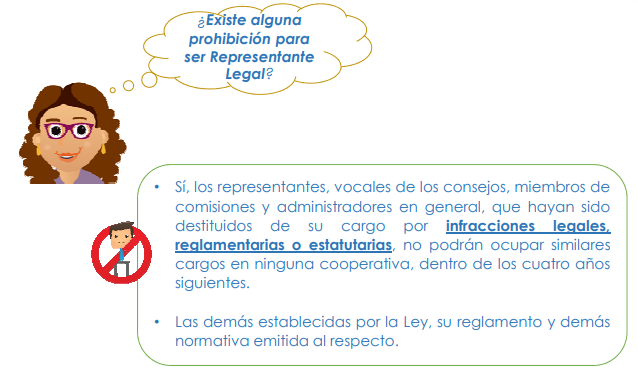 ¿Existe alguna
prohibición para
ser Representante
Legal?
• Sí, los representantes, vocales de los consejos, miembros de
comisiones y administradores en general, que hayan sido
destituidos de su cargo por infracciones legales,
reglamentarias o estatutarias, no podrán ocupar similares
cargos en ninguna cooperativa, dentro de los cuatro años
siguientes.
• Las demás establecidas por la Ley, su reglamento y demás
normativa emitida al respecto.